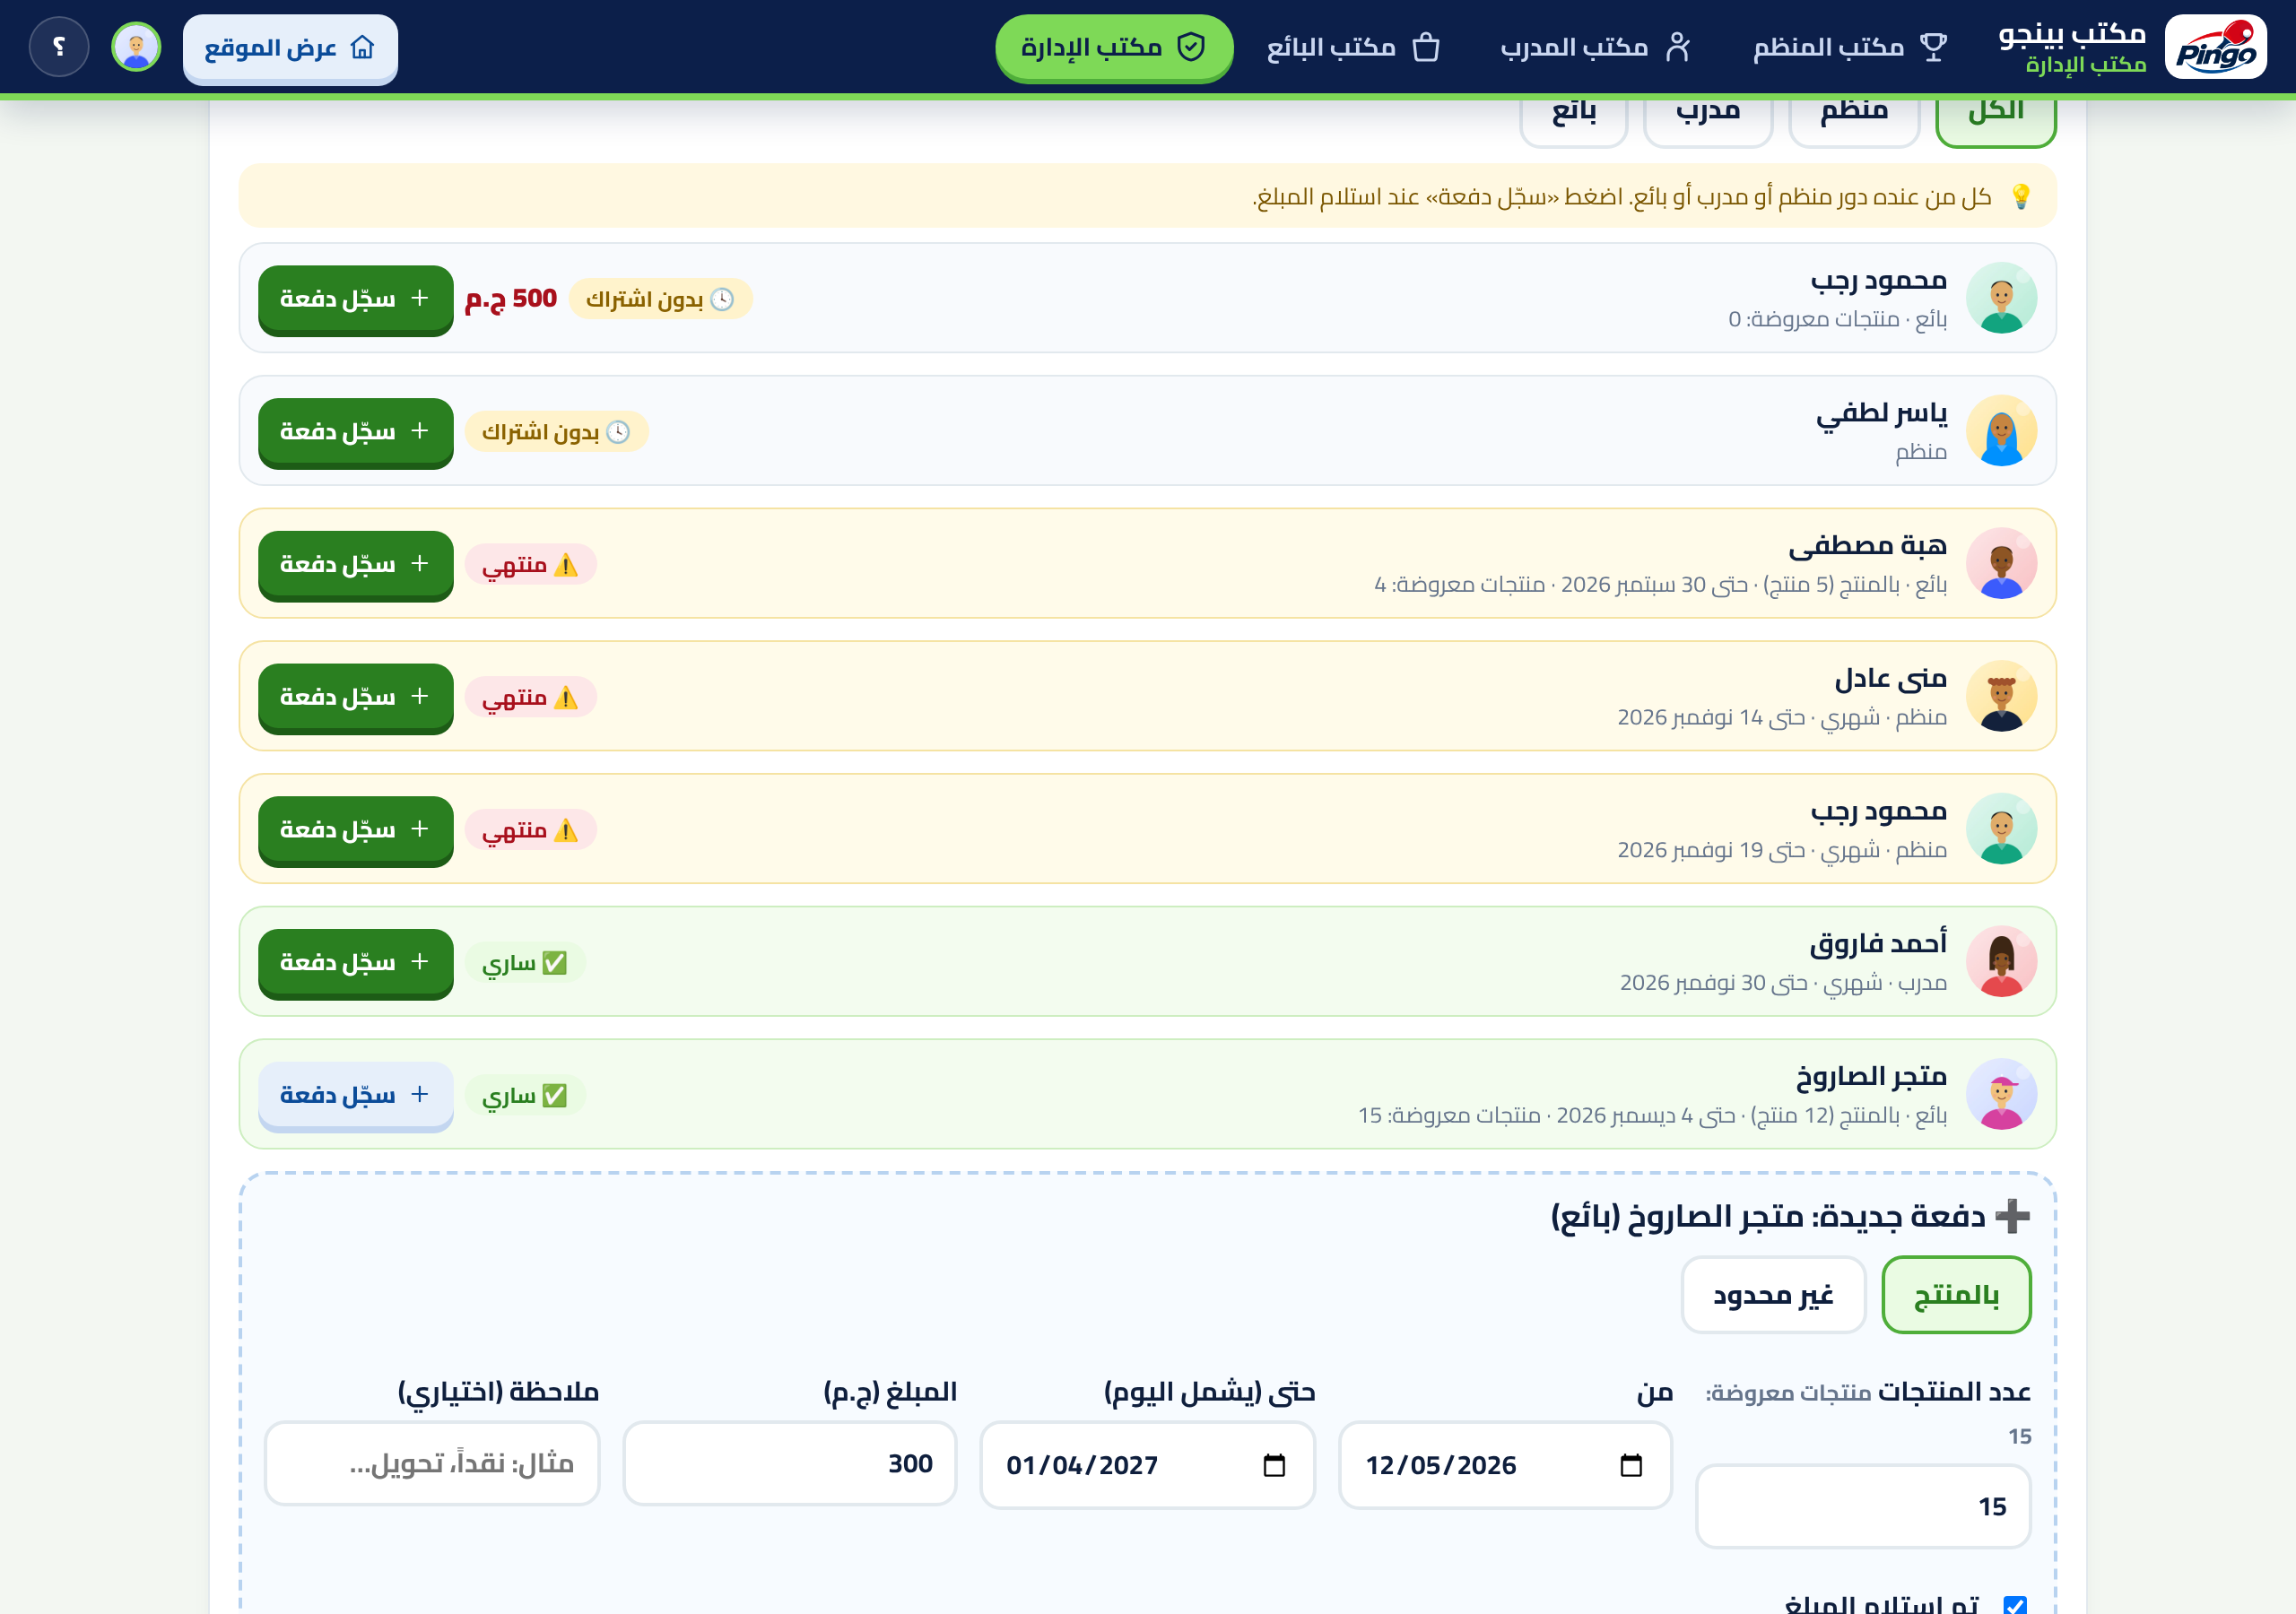 Pingo
مكتب بينجو
مكتب الإدارة
مكتب المنظم
مكتب المدرب
مكتب البائع
مكتب الإدارة
عرض الموقع
؟
الكل
منظم
مدرب
بائع
💡 كل من عنده دور منظم أو مدرب أو بائع. اضغط «سجّل دفعة» عند استلام المبلغ.
محمود رجب
بائع · منتجات معروضة: 0
🕓 بدون اشتراك
500 ج.م
+ سجّل دفعة
ياسر لطفي
منظم
🕓 بدون اشتراك
+ سجّل دفعة
هبة مصطفى
بائع · بالمنتج (5 منتج) · حتى 30 سبتمبر 2026 · منتجات معروضة: 4
⚠️ منتهي
+ سجّل دفعة
منى عادل
منظم · شهري · حتى 14 نوفمبر 2026
⚠️ منتهي
+ سجّل دفعة
محمود رجب
منظم · شهري · حتى 19 نوفمبر 2026
⚠️ منتهي
+ سجّل دفعة
أحمد فاروق
مدرب · شهري · حتى 30 نوفمبر 2026
✅ ساري
+ سجّل دفعة
متجر الصاروخ
بائع · بالمنتج (12 منتج) · حتى 4 ديسمبر 2026 · منتجات معروضة: 15
✅ ساري
+ سجّل دفعة
➕ دفعة جديدة: متجر الصاروخ (بائع)
بالمنتج
غير محدود
عدد المنتجات منتجات معروضة:
15
15
من
12/05/2026
حتى (يشمل اليوم)
01/04/2027
المبلغ (ج.م)
300
ملاحظة (اختياري)
مثال: نقداً، تحويل...
تم استلام المبلغ